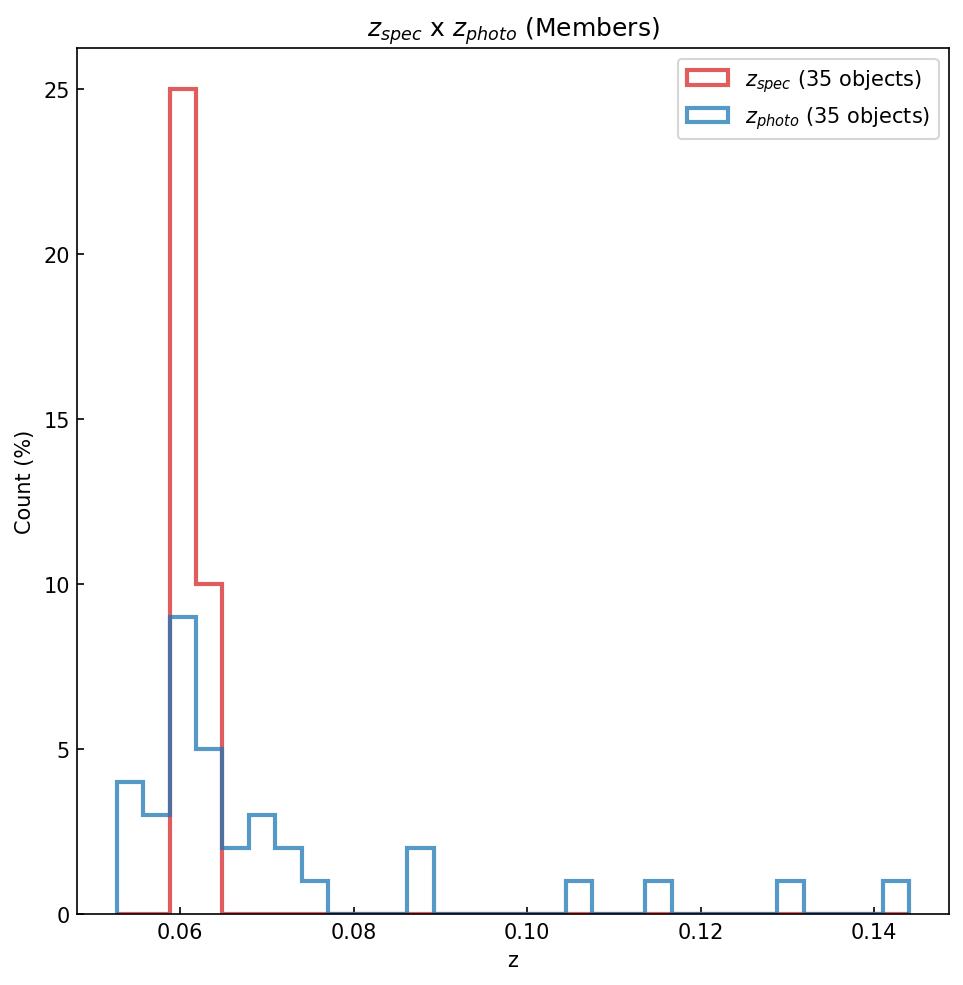 z_spec x z_photo (Members)
z_spec (35 objects)
z_photo (35 objects)
Count (%)
25
20
15
10
5
0
0.06 0.08 0.10 0.12 0.14
z